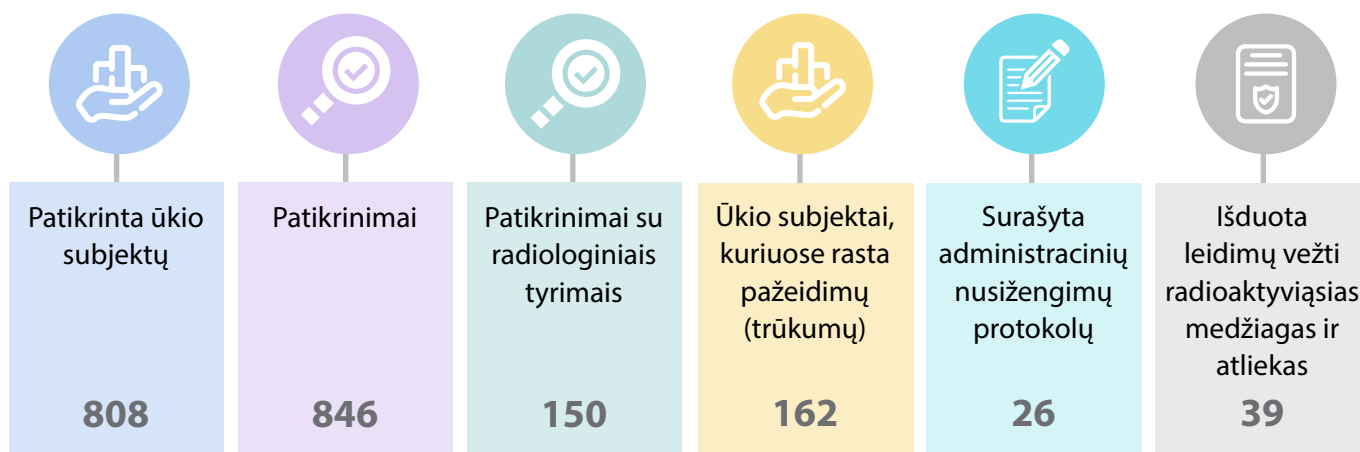 Patikrinta ūkio
subjektų
808
Patikrinimai
846
Patikrinimai su
radiologiniais
tyrimais
150
Ūkio subjektai,
kuriuose rasta
pažeidimų
(trūkumų)
162
Surašyta
administracinių
nusižengimų
protokolų
26
Išduota
leidimų vežti
radioaktyviąsias
medžiagas ir
atliekas
39